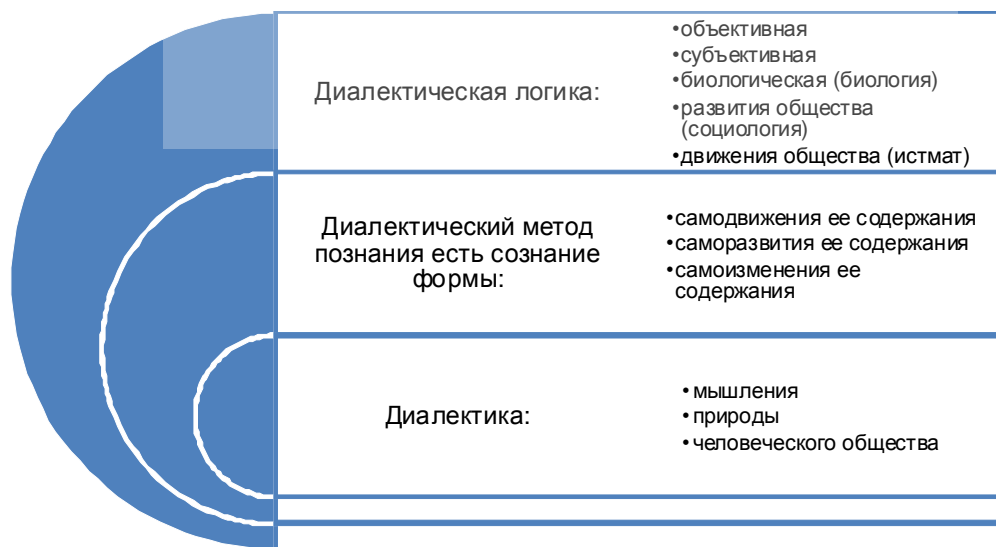 Диалектическая логика:
•объективная
•субъективная
•биологическая (биология)
•развития общества
(социология)
•движения общества (истмат)
Диалектический метод
познания есть сознание
формы:
•самодвижения ее содержания
•саморазвития ее содержания
•самоизменения ее
содержания
Диалектика:
•мышления
•природы
•человеческого общества